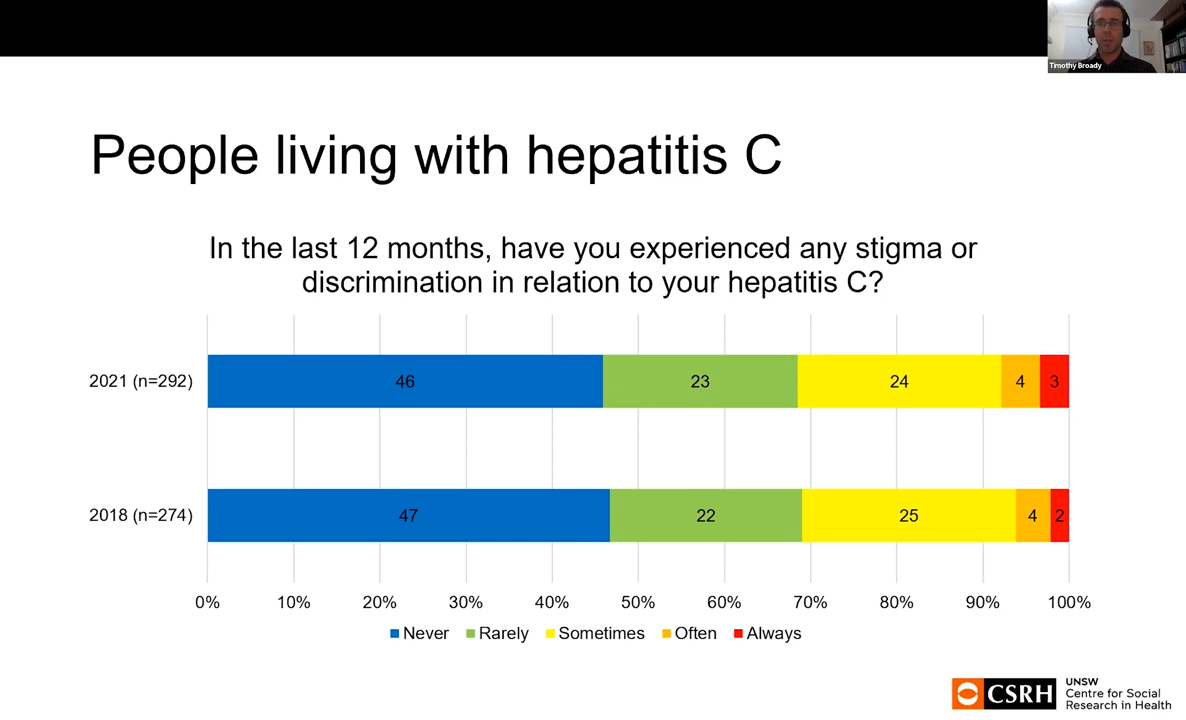 Timothy Broady
People living with hepatitis C
In the last 12 months, have you experienced any stigma or
discrimination in relation to your hepatitis C?
2021 (n=292)
46
23
24
4
3
2018 (n=274)
47
22
25
4
2
0%
10%
20%
30%
40%
50%
60%
70%
80%
90%
100%
Never
Rarely
Sometimes
Often
Always
CSRH
UNSW
Centre for Social
Research in Health